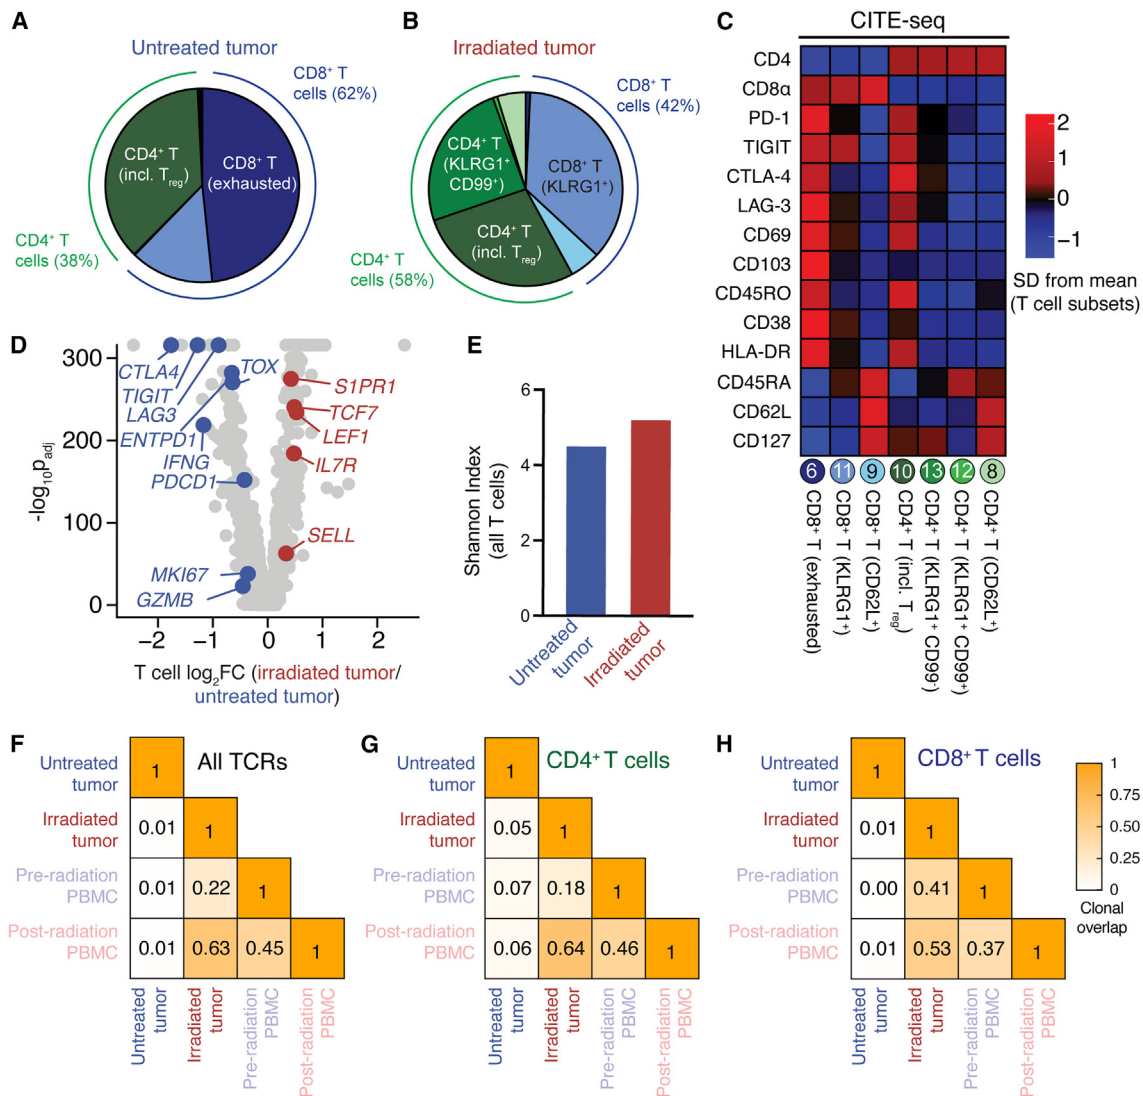 A
Untreated tumor
CD8+ T
cells (62%)
CD4+ T
(incl. Treg)
CD8+ T
(exhausted)
CD4+ T
cells (38%)
B
Irradiated tumor
CD8+ T
cells (42%)
CD4+ T
(KLRG1+
CD99+)
CD8+ T
(KLRG1+)
CD4+ T
(incl. Treg)
CD4+ T
cells (58%)
C
CITE-seq
CD4
CD8α
PD-1
TIGIT
CTLA-4
LAG-3
CD69
CD103
CD45RO
CD38
HLA-DR
CD45RA
CD62L
CD127
6 11 9 10 13 12 8
CD8+ T (exhausted)
CD8+ T (KLRG1+)
CD8+ T (CD62L+)
CD4+ T (incl. Treg)
CD4+ T (KLRG1+ CD99-)
CD4+ T (KLRG1+ CD99+)
CD4+ T (CD62L+)
2
1
0
−1
SD from mean
(T cell subsets)
D
300
200
100
0
-log10padj
CTLA4
TIGIT
LAG3
TOX
ENTPD1
IFNG
PDCD1
MKI67
GZMB
S1PR1
TCF7
LEF1
IL7R
SELL
−2 −1 0 1 2
T cell log2FC (irradiated tumor/
untreated tumor)
E
6
4
2
0
Shannon Index
(all T cells)
Untreated
tumor
Irradiated
tumor
F
All TCRs
Untreated
tumor
1
Irradiated
tumor
0.01 1
Pre-radiation
PBMC
0.01 0.22 1
Post-radiation
PBMC
0.01 0.63 0.45 1
Untreated
tumor
Irradiated
tumor
Pre-radiation
PBMC
Post-radiation
PBMC
G
CD4+ T cells
Untreated
tumor
1
Irradiated
tumor
0.05 1
Pre-radiation
PBMC
0.07 0.18 1
Post-radiation
PBMC
0.06 0.64 0.46 1
Untreated
tumor
Irradiated
tumor
Pre-radiation
PBMC
Post-radiation
PBMC
H
CD8+ T cells
Untreated
tumor
1
Irradiated
tumor
0.01 1
Pre-radiation
PBMC
0.00 0.41 1
Post-radiation
PBMC
0.01 0.53 0.37 1
Untreated
tumor
Irradiated
tumor
Pre-radiation
PBMC
Post-radiation
PBMC
1
0.75
0.50
0.25
0
Clonal
overlap